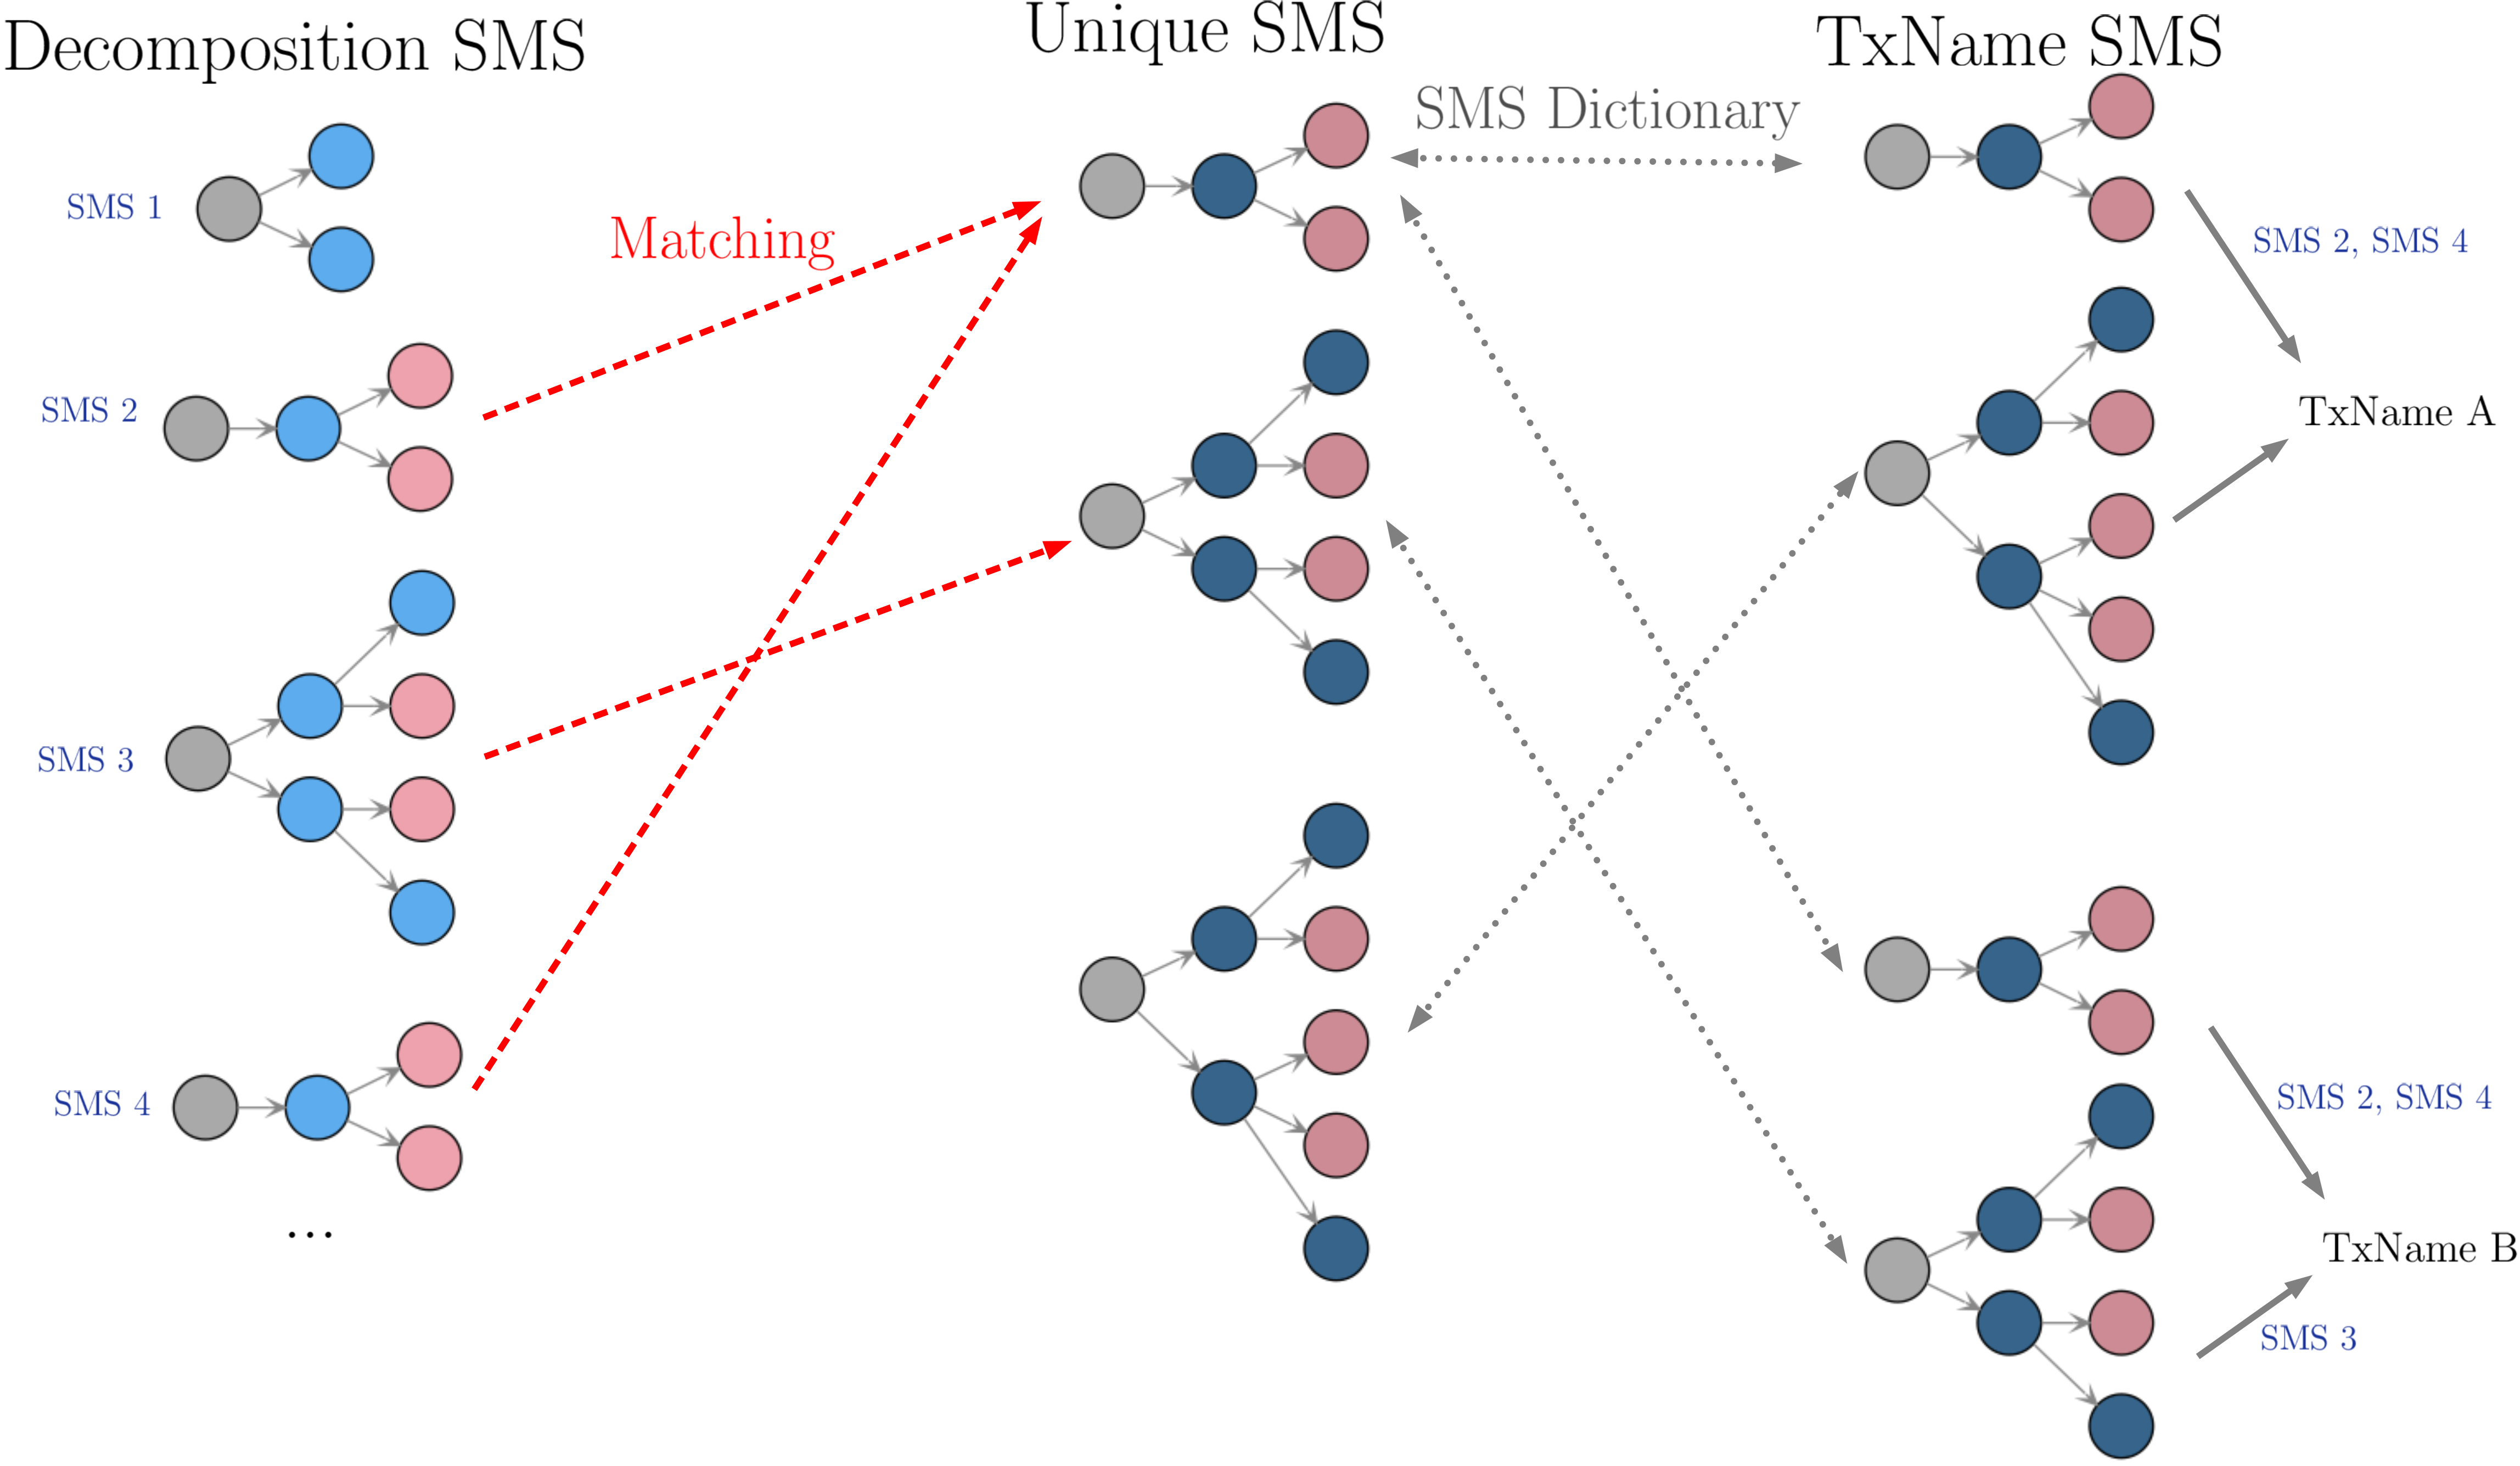 Decomposition SMS
Unique SMS
TxName SMS
SMS Dictionary
SMS 1
Matching
SMS 2, SMS 4
SMS 2
TxName A
SMS 3
SMS 4
SMS 2, SMS 4
...
TxName B
SMS 3